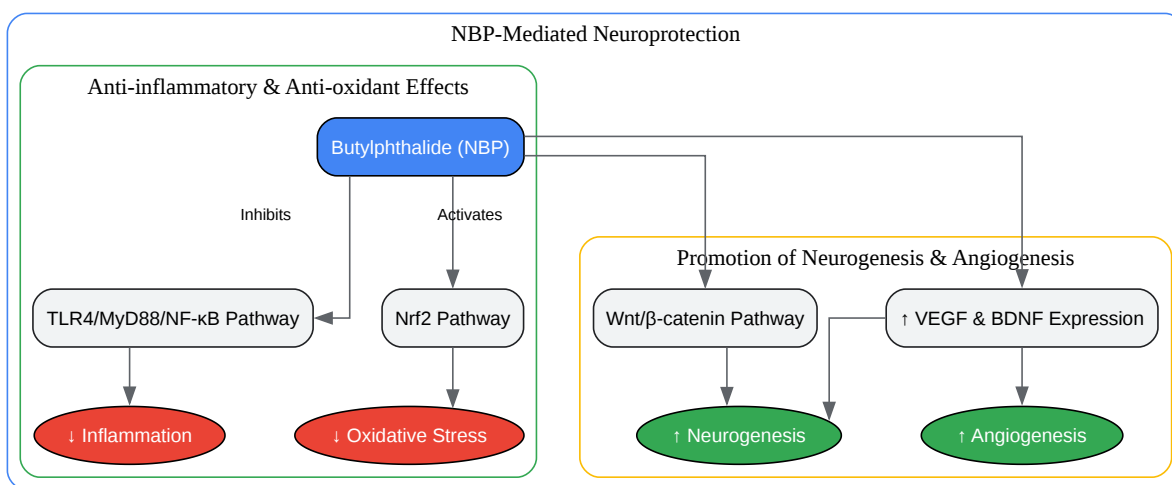 NBP-Mediated Neuroprotection
Anti-inflammatory & Anti-oxidant Effects
Butylphthalide (NBP)
Inhibits
Activates
Promotion of Neurogenesis & Angiogenesis
TLR4/MyD88/NF-κB Pathway
Nrf2 Pathway
Wnt/β-catenin Pathway
↑ VEGF & BDNF Expression
↓ Inflammation
↓ Oxidative Stress
↑ Neurogenesis
↑ Angiogenesis